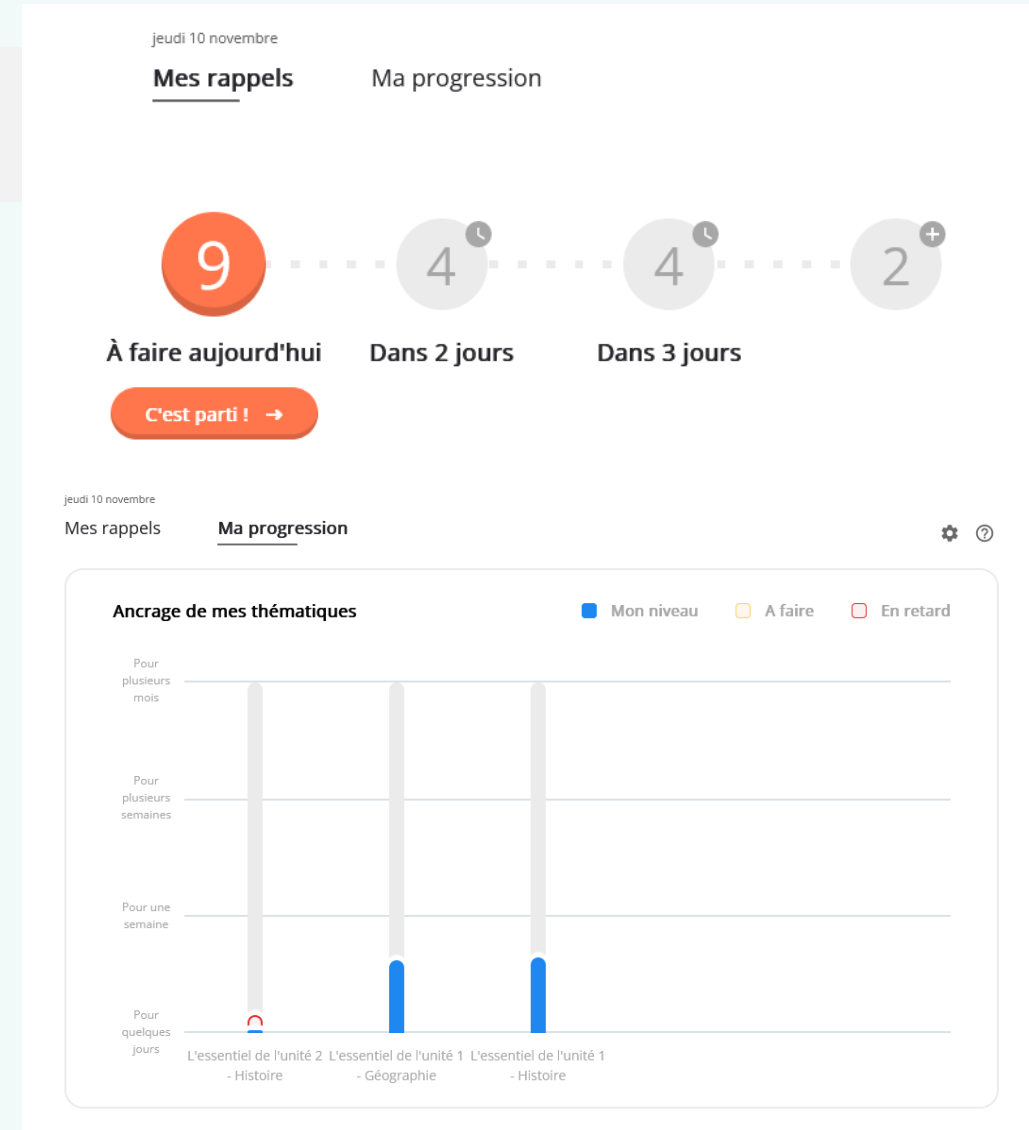 jeudi 10 novembre
Mes rappels Ma progression
9 4 4 2
À faire aujourd'hui Dans 2 jours Dans 3 jours
C'est parti ! →
jeudi 10 novembre
Mes rappels Ma progression
Ancrage de mes thématiques Mon niveau A faire En retard
Pour
plusieurs
mois
Pour
plusieurs
semaines
Pour une
semaine
Pour
quelques
jours
L'essentiel de l'unité 2 L'essentiel de l'unité 1 L'essentiel de l'unité 1
- Histoire - Géographie - Histoire